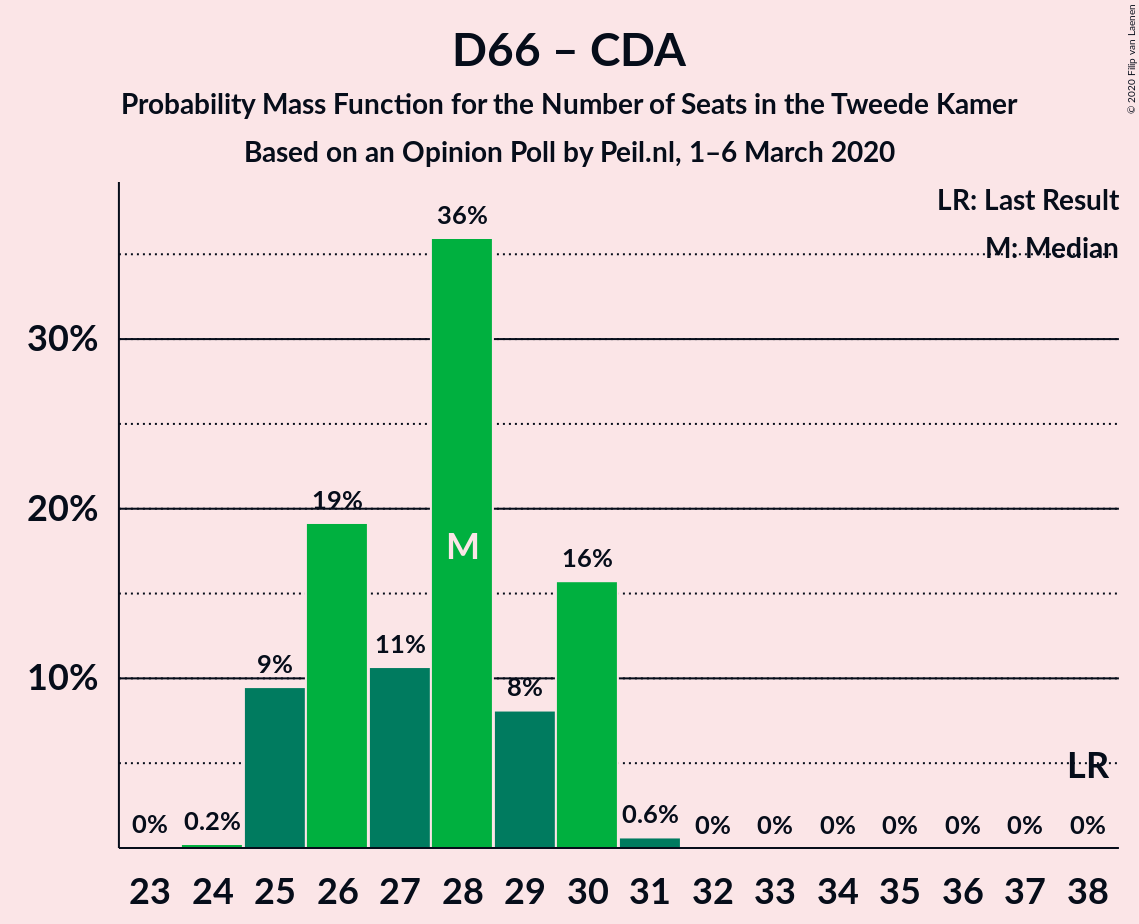 D66 – CDA
Probability Mass Function for the Number of Seats in the Tweede Kamer
Based on an Opinion Poll by Peil.nl, 1–6 March 2020
© 2020 Filip van Laenen
LR: Last Result
M: Median
36%
30%
20%
19%
M
16%
11%
10%
9%
8%
LR
0% 0.2% 0.6% 0% 0% 0% 0% 0% 0% 0%
23 24 25 26 27 28 29 30 31 32 33 34 35 36 37 38